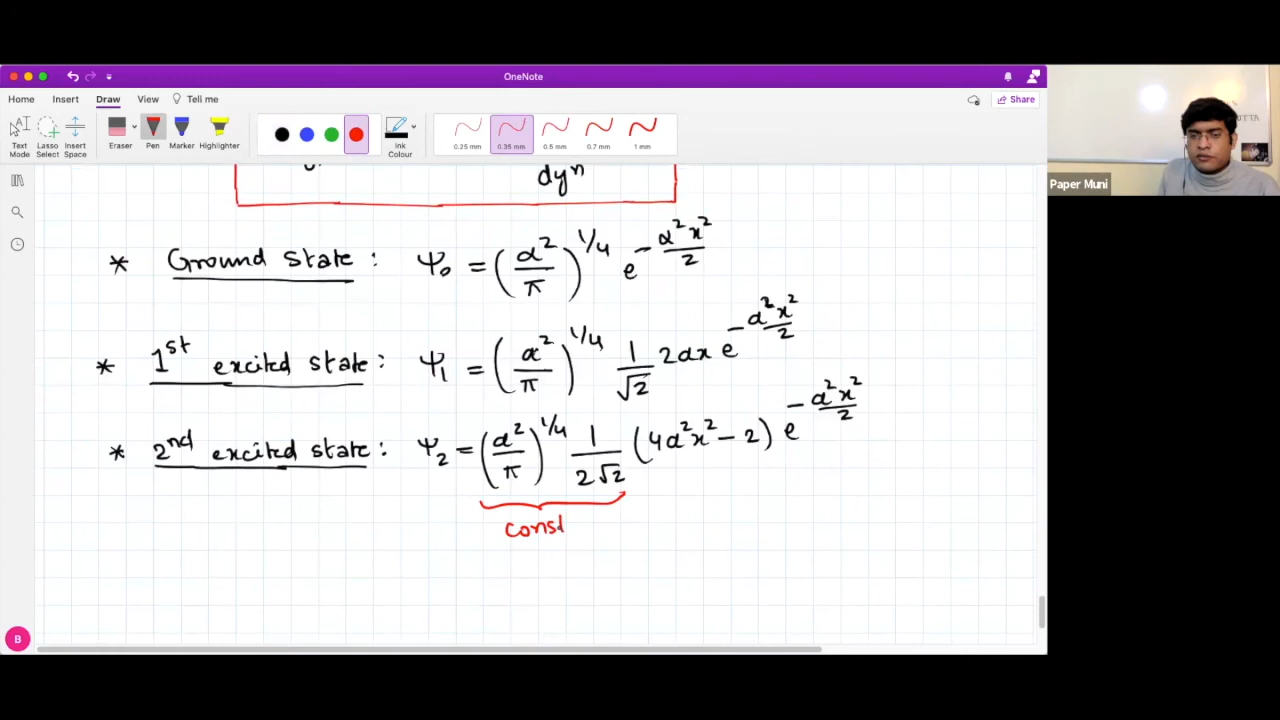 OneNote
Home Insert Draw View Tell me
Share
Text Mode
Lasso Select
Insert Space
Eraser
Pen
Marker
Highlighter
Ink Colour
0.25 mm 0.35 mm 0.5 mm 0.7 mm 1 mm
Paper Muni
dyⁿ
* Ground state : Ψ₀ = (α²/π)^1/4 e^-α²x²/2
* 1st excited state : Ψ₁ = (α²/π)^1/4 1/√2 2αx e^-α²x²/2
* 2nd excited state : Ψ₂ = (α²/π)^1/4 1/2√2 (4α²x² - 2) e^-α²x²/2
const
B